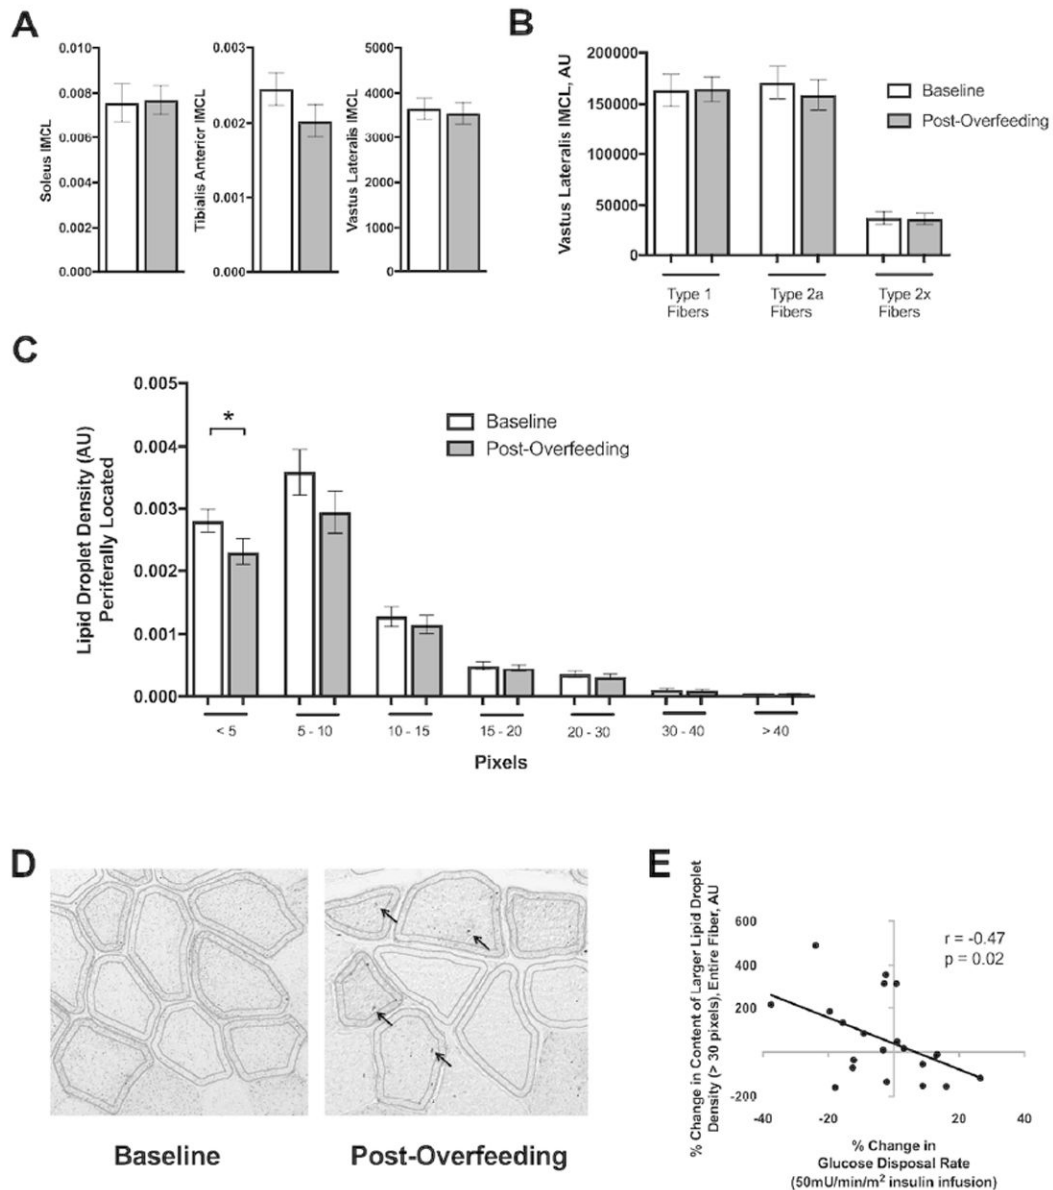 A
0.010
0.008
0.006
0.004
0.002
0.000
Soleus IMCL
0.003
0.002
0.001
0.000
Tibialis Anterior IMCL
5000
4000
3000
2000
1000
0
Vastus Lateralis IMCL
B
200000
150000
100000
50000
0
Vastus Lateralis IMCL, AU
Baseline
Post-Overfeeding
Type 1
Fibers
Type 2a
Fibers
Type 2x
Fibers
C
0.005
0.004
0.003
0.002
0.001
0.000
Lipid Droplet Density (AU)
Periferally Located
*
Baseline
Post-Overfeeding
< 5
5 - 10
10 - 15
15 - 20
20 - 30
30 - 40
> 40
Pixels
D
Baseline
Post-Overfeeding
E
% Change in Content of Larger Lipid Droplet
Density (> 30 pixels), Entire Fiber, AU
600
400
200
-200
r = -0.47
p = 0.02
-40
-20
20
40
% Change in
Glucose Disposal Rate
(50mU/min/m² insulin infusion)